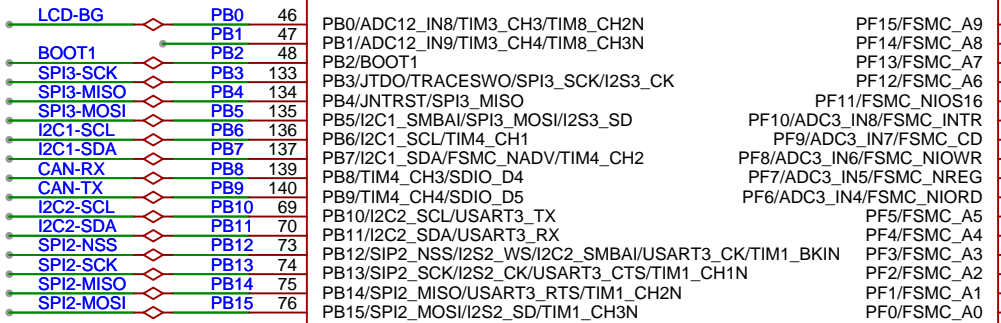 LCD-BG PB0 46 PB0/ADC12_IN8/TIM3_CH3/TIM8_CH2N PF15/FSMC_A9
PB1 47 PB1/ADC12_IN9/TIM3_CH4/TIM8_CH3N PF14/FSMC_A8
BOOT1 PB2 48 PB2/BOOT1 PF13/FSMC_A7
SPI3-SCK PB3 133 PB3/JTDO/TRACESWO/SPI3_SCK/I2S3_CK PF12/FSMC_A6
SPI3-MISO PB4 134 PB4/JNTRST/SPI3_MISO PF11/FSMC_NIOS16
SPI3-MOSI PB5 135 PB5/I2C1_SMBAI/SPI3_MOSI/I2S3_SD PF10/ADC3_IN8/FSMC_INTR
I2C1-SCL PB6 136 PB6/I2C1_SCL/TIM4_CH1 PF9/ADC3_IN7/FSMC_CD
I2C1-SDA PB7 137 PB7/I2C1_SDA/FSMC_NADV/TIM4_CH2 PF8/ADC3_IN6/FSMC_NIOWR
CAN-RX PB8 139 PB8/TIM4_CH3/SDIO_D4 PF7/ADC3_IN5/FSMC_NREG
CAN-TX PB9 140 PB9/TIM4_CH4/SDIO_D5 PF6/ADC3_IN4/FSMC_NIORD
I2C2-SCL PB10 69 PB10/I2C2_SCL/USART3_TX PF5/FSMC_A5
I2C2-SDA PB11 70 PB11/I2C2_SDA/USART3_RX PF4/FSMC_A4
SPI2-NSS PB12 73 PB12/SIP2_NSS/I2S2_WS/I2C2_SMBAI/USART3_CK/TIM1_BKIN PF3/FSMC_A3
SPI2-SCK PB13 74 PB13/SIP2_SCK/I2S2_CK/USART3_CTS/TIM1_CH1N PF2/FSMC_A2
SPI2-MISO PB14 75 PB14/SPI2_MISO/USART3_RTS/TIM1_CH2N PF1/FSMC_A1
SPI2-MOSI PB15 76 PB15/SPI2_MOSI/I2S2_SD/TIM1_CH3N PF0/FSMC_A0